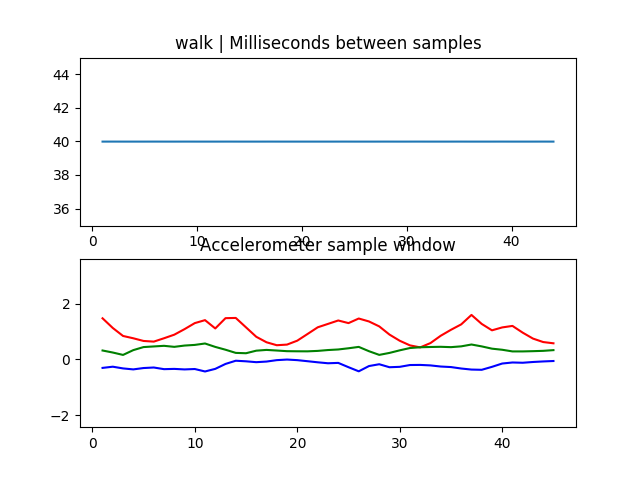 walk | Milliseconds between samples
44
42
40
38
36
0 10 20 30 40
Accelerometer sample window
2
0
−2
0 10 20 30 40